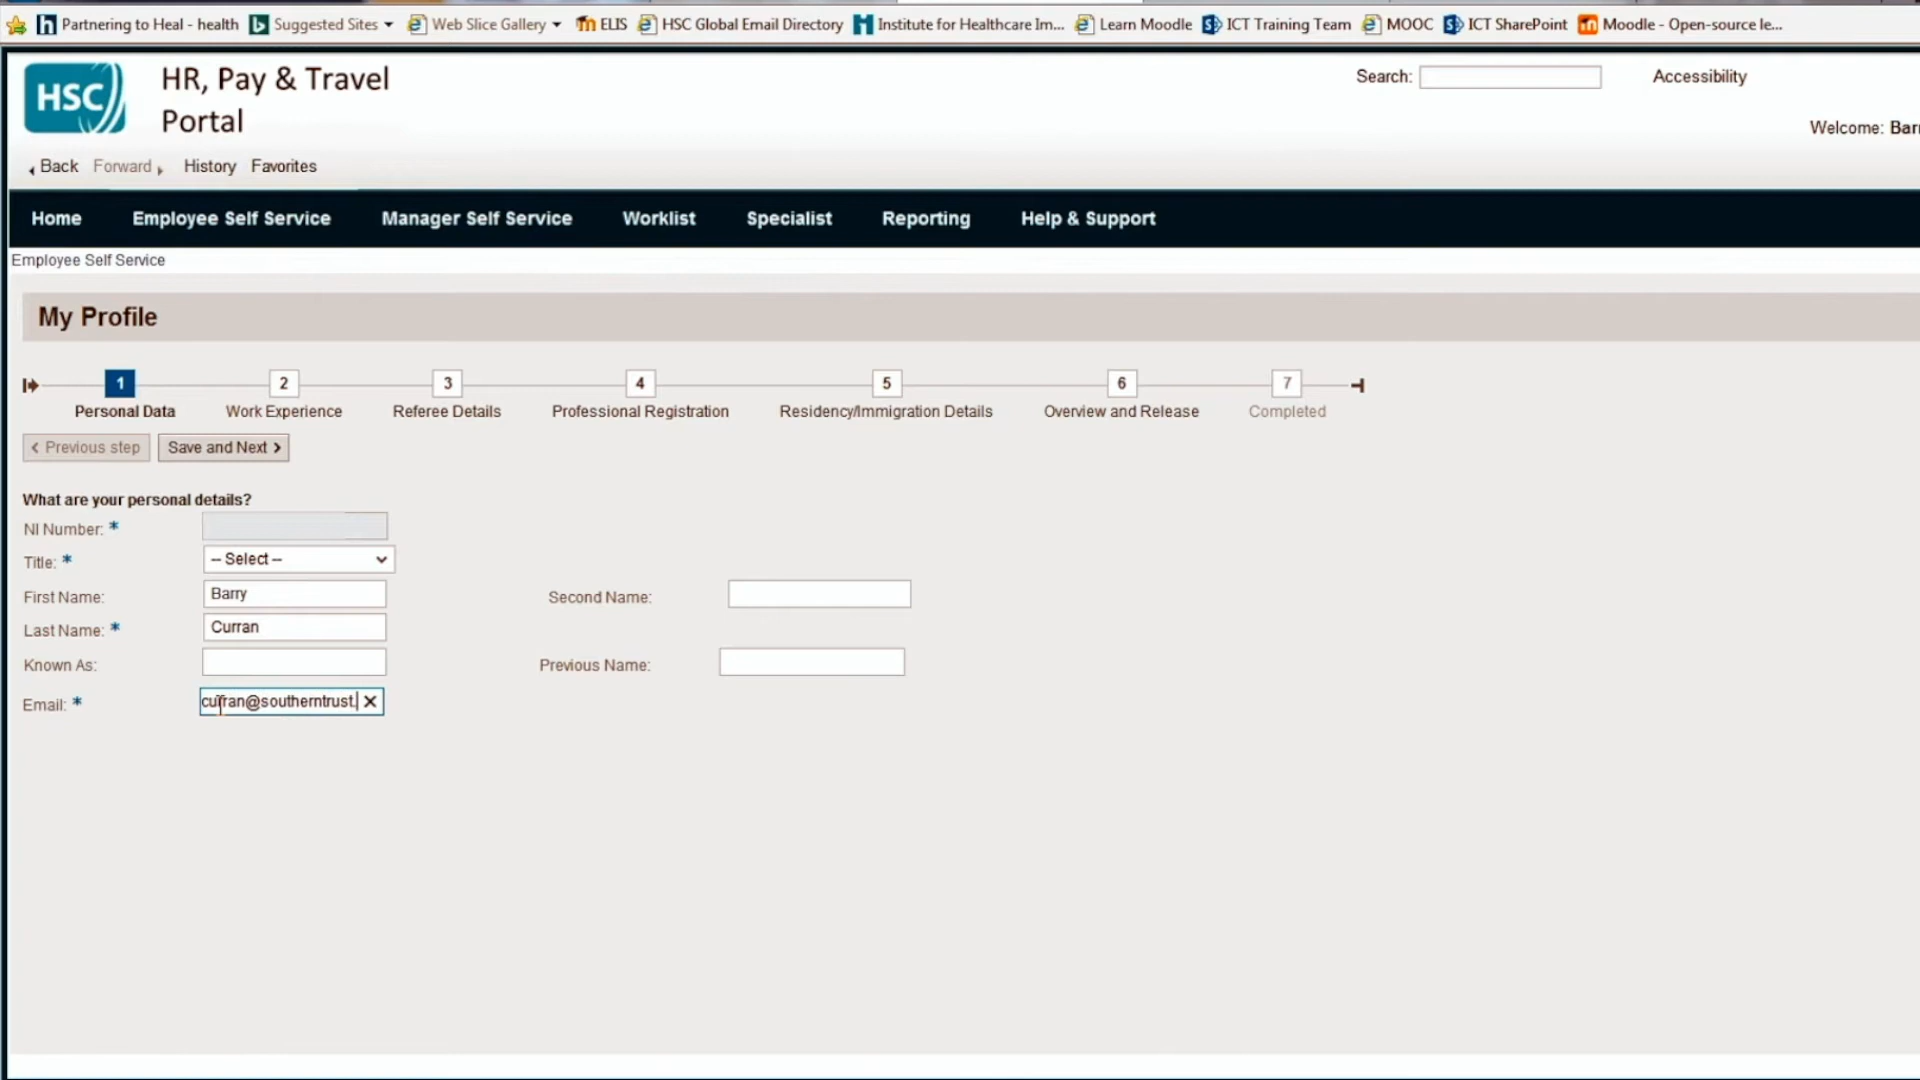 Partnering to Heal - health Suggested Sites Web Slice Gallery ELIS HSC Global Email Directory Institute for Healthcare Im... Learn Moodle ICT Training Team MOOC ICT SharePoint Moodle - Open-source le...
HSC
HR, Pay & Travel
Portal
Search:
Accessibility
Welcome: Barr
Back Forward History Favorites
Home Employee Self Service Manager Self Service Worklist Specialist Reporting Help & Support
Employee Self Service
My Profile
1 2 3 4 5 6 7
Personal Data Work Experience Referee Details Professional Registration Residency/Immigration Details Overview and Release Completed
Previous step Save and Next
What are your personal details?
NI Number: *
Title: * -- Select --
First Name: Barry Second Name:
Last Name: * Curran
Known As: Previous Name:
Email: * curran@southerntrust.